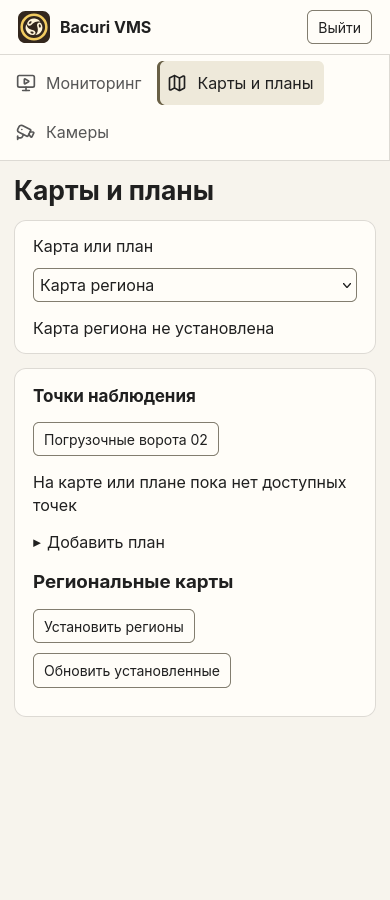 Bacuri VMS
Выйти
Мониторинг
Карты и планы
Камеры
Карты и планы
Карта или план
Карта региона
Карта региона не установлена
Точки наблюдения
Погрузочные ворота 02
На карте или плане пока нет доступных
точек
Добавить план
Региональные карты
Установить регионы
Обновить установленные